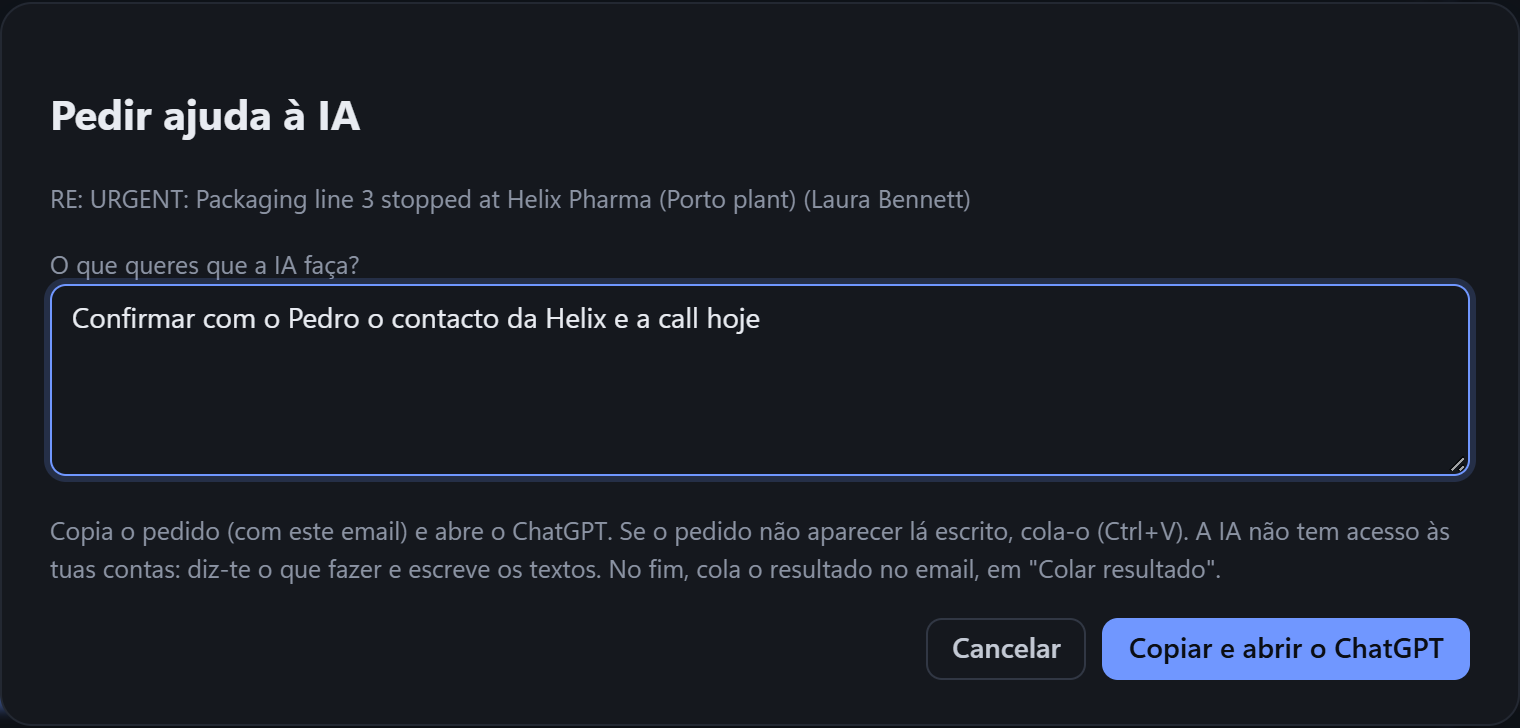 Pedir ajuda à IA
RE: URGENT: Packaging line 3 stopped at Helix Pharma (Porto plant) (Laura Bennett)
O que queres que a IA faça?
Confirmar com o Pedro o contacto da Helix e a call hoje
Copia o pedido (com este email) e abre o ChatGPT. Se o pedido não aparecer lá escrito, cola-o (Ctrl+V). A IA não tem acesso às
tuas contas: diz-te o que fazer e escreve os textos. No fim, cola o resultado no email, em "Colar resultado".
Cancelar
Copiar e abrir o ChatGPT